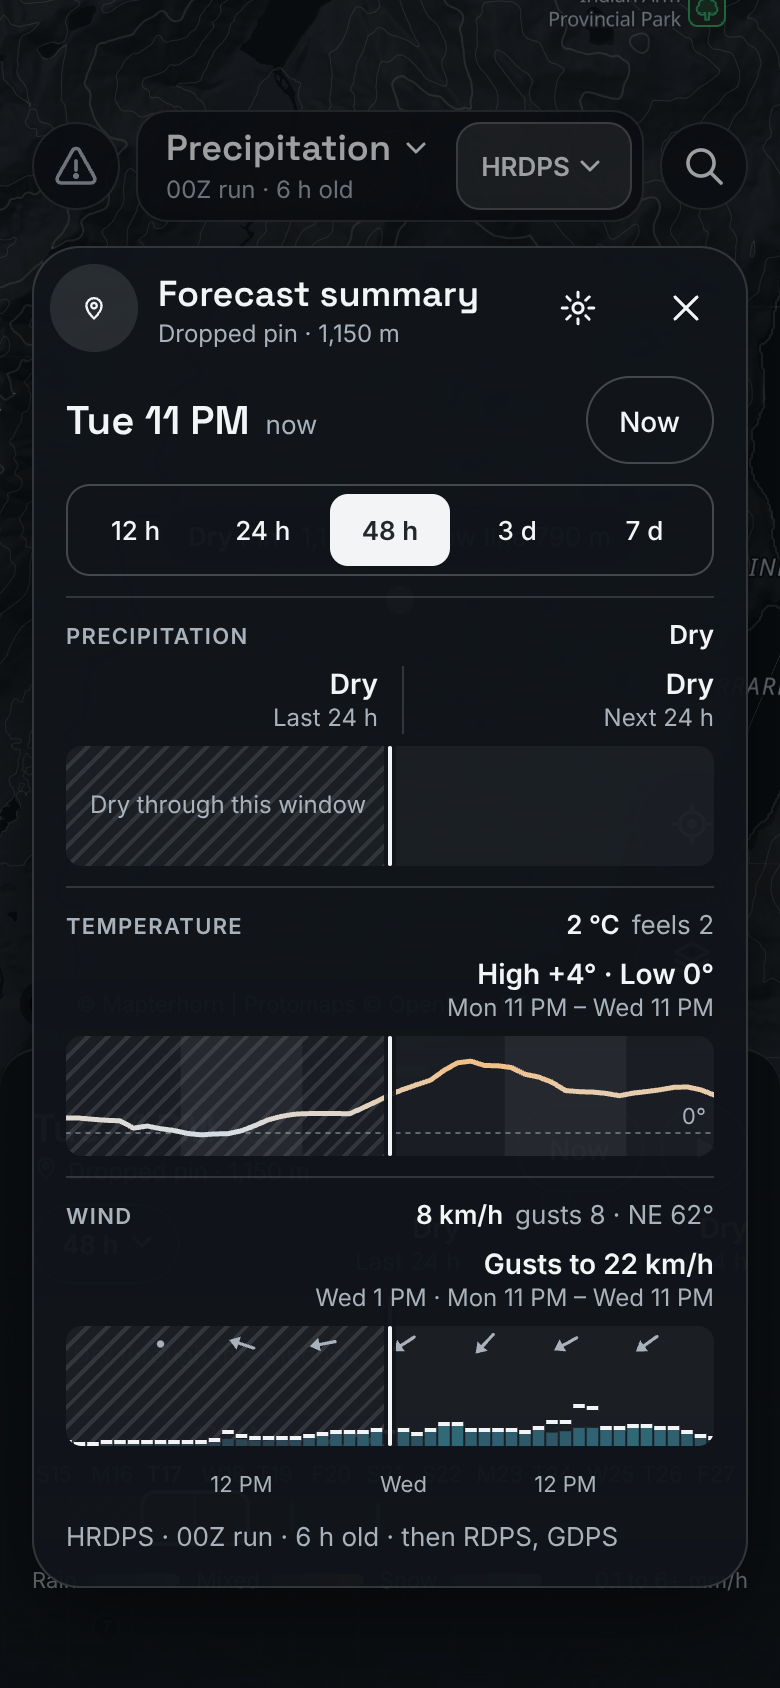 Provincial Park
Precipitation
00Z run · 6 h old
HRDPS
Forecast summary
Dropped pin · 1,150 m
Tue 11 PM now
Now
12 h 24 h 48 h 3 d 7 d
PRECIPITATION Dry
Dry
Last 24 h
Dry
Next 24 h
Dry through this window
TEMPERATURE 2 °C feels 2
High +4° · Low 0°
Mon 11 PM – Wed 11 PM
0°
WIND 8 km/h gusts 8 · NE 62°
Gusts to 22 km/h
Wed 1 PM · Mon 11 PM – Wed 11 PM
12 PM Wed 12 PM
HRDPS · 00Z run · 6 h old · then RDPS, GDPS